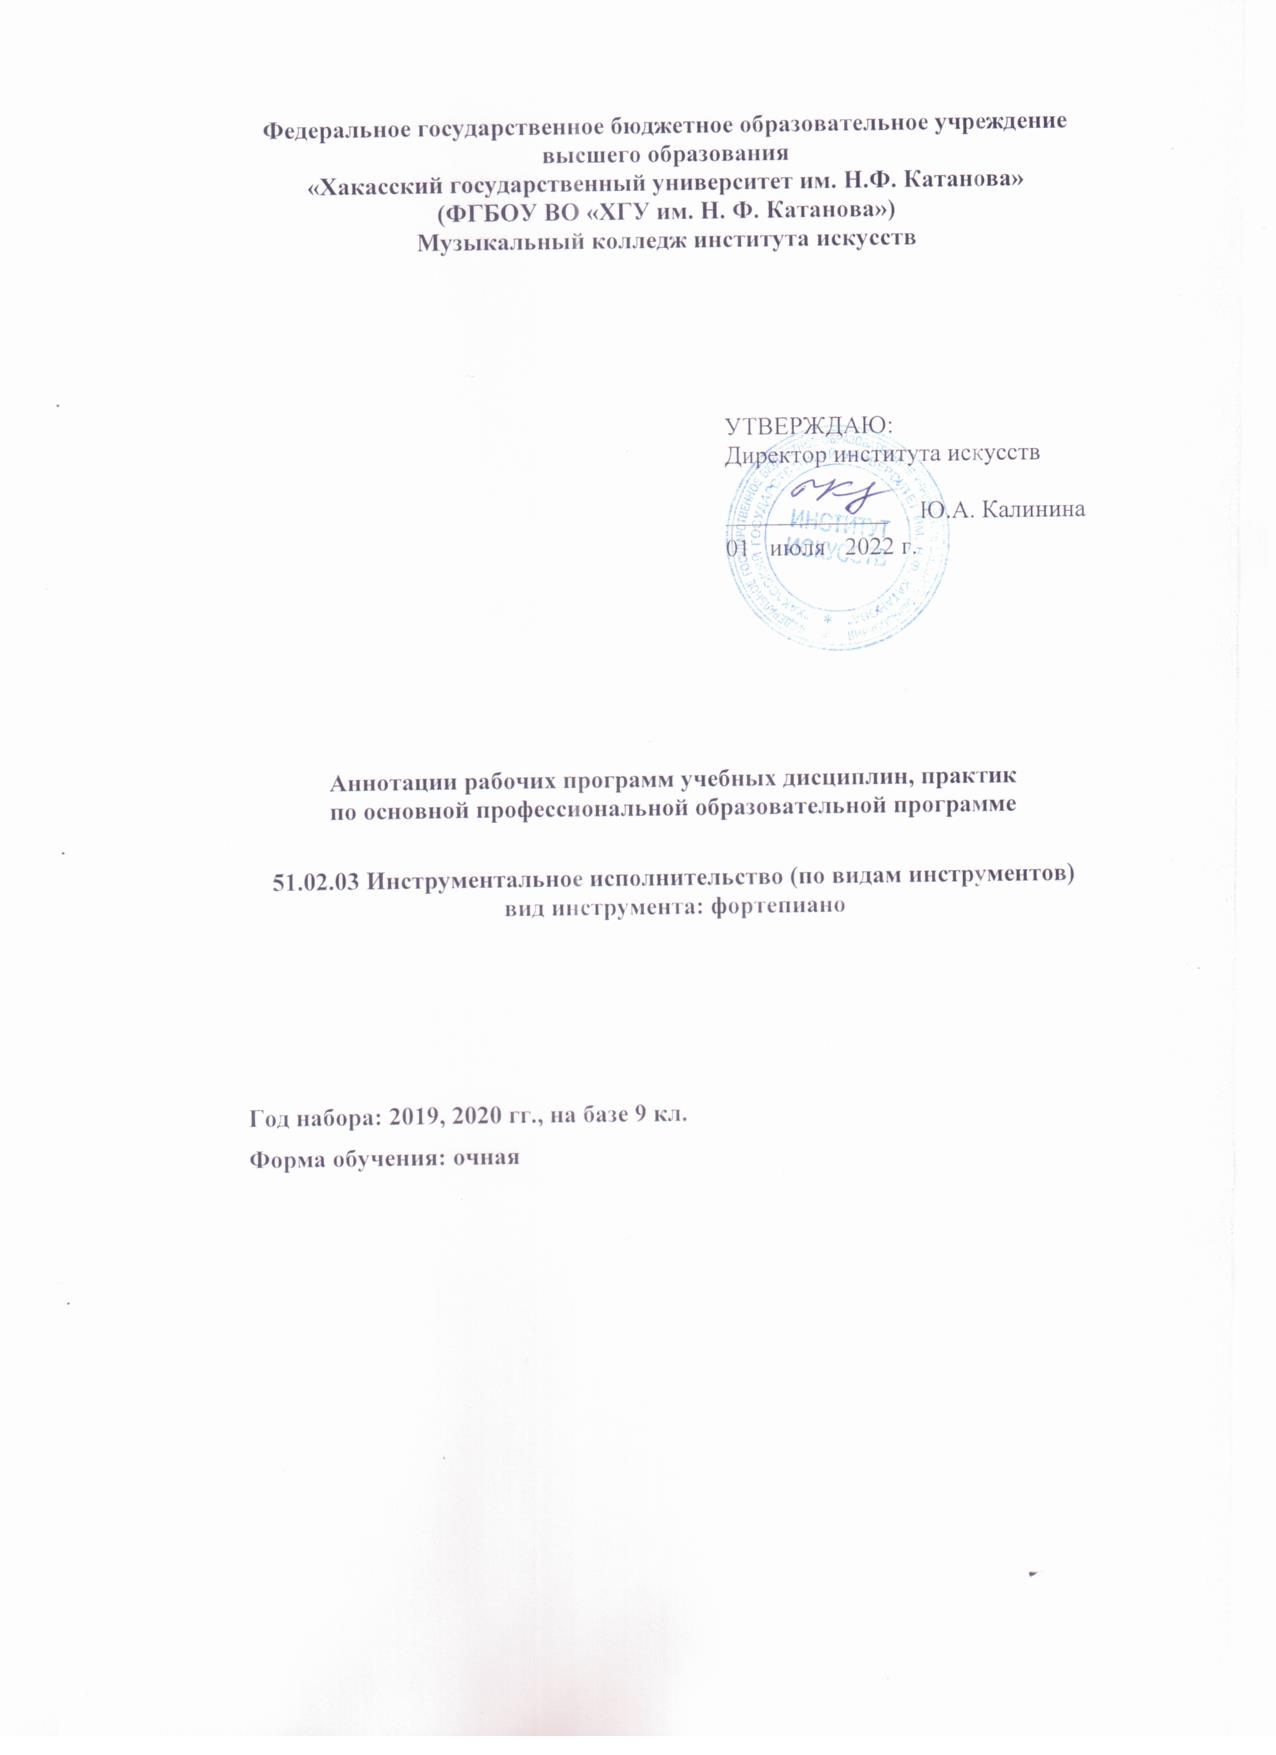 Федеральное государственное бюджетное образовательное учреждение
высшего образования
«Хакасский государственный университет им. Н.Ф. Катанова»
(ФГБОУ ВО «ХГУ им. Н. Ф. Катанова»)
Музыкальный колледж института искусств
УТВЕРЖДАЮ:
Директор института искусств
Ю.А. Калинина
ИНСТИТУТ
ИСКУССТВ
01 июля 2022 г.
Аннотации рабочих программ учебных дисциплин, практик
по основной профессиональной образовательной программе
51.02.03 Инструментальное исполнительство (по видам инструментов)
вид инструмента: фортепиано
Год набора: 2019, 2020 гг., на базе 9 кл.
Форма обучения: очная